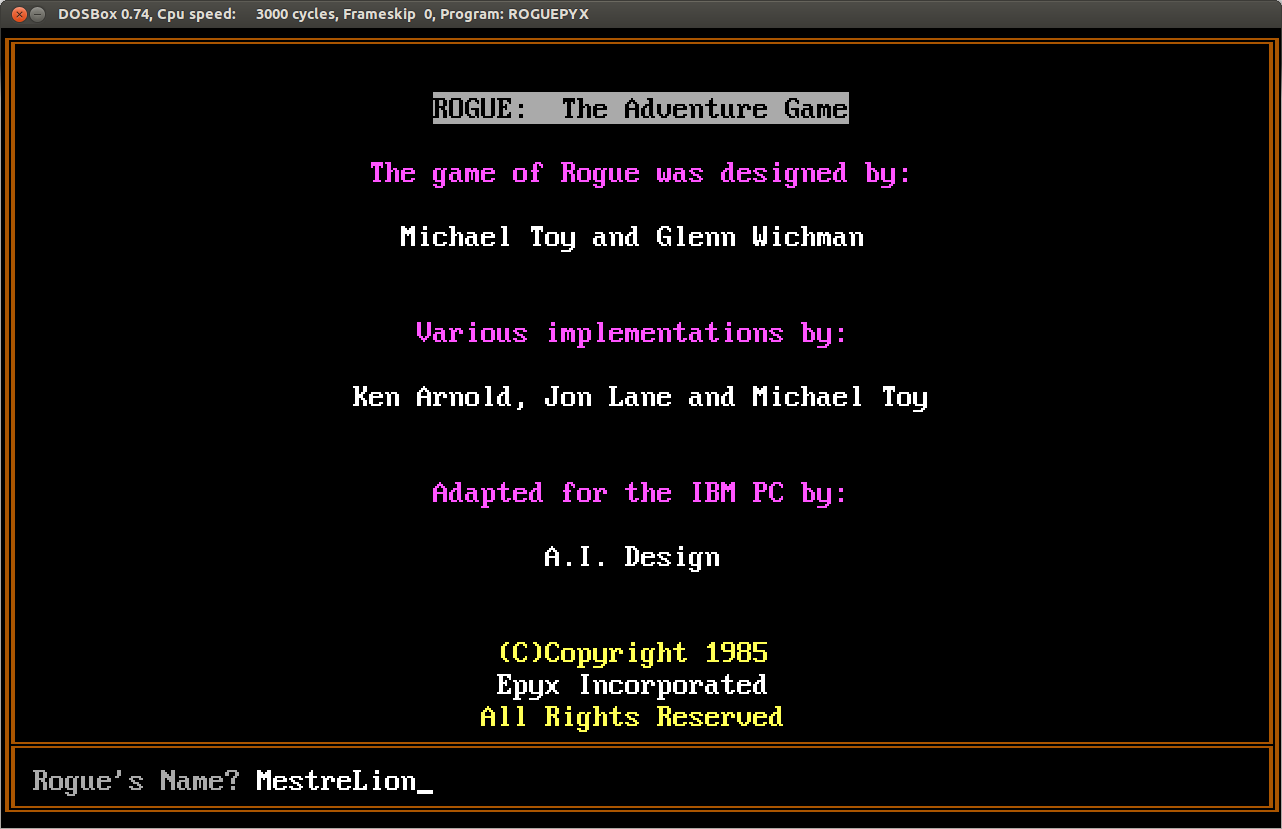 DOSBox 0.74, Cpu speed:     3000 cycles, Frameskip  0, Program: ROGUEPYX
ROGUE:  The Adventure Game
The game of Rogue was designed by:
Michael Toy and Glenn Wichman
Various implementations by:
Ken Arnold, Jon Lane and Michael Toy
Adapted for the IBM PC by:
A.I. Design
(C)Copyright 1985
Epyx Incorporated
All Rights Reserved
Rogue's Name? MestreLion_